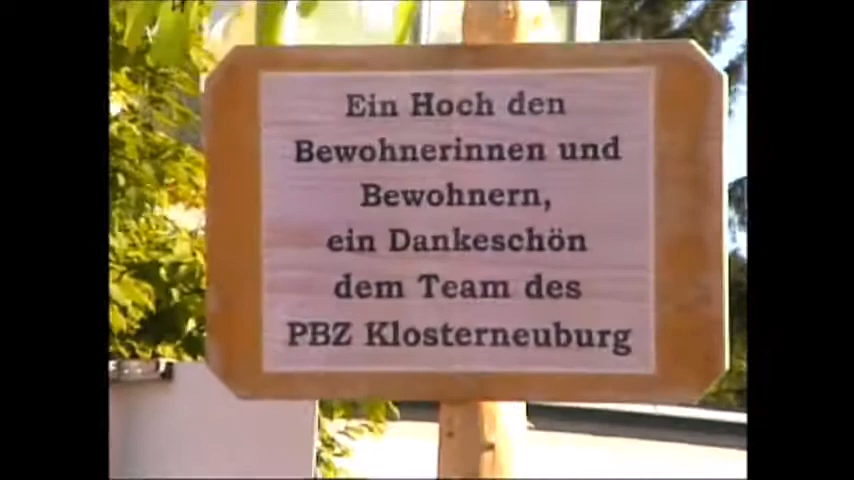 Ein Hoch den
Bewohnerinnen und
Bewohnern,
ein Dankeschön
dem Team des
PBZ Klosterneuburg